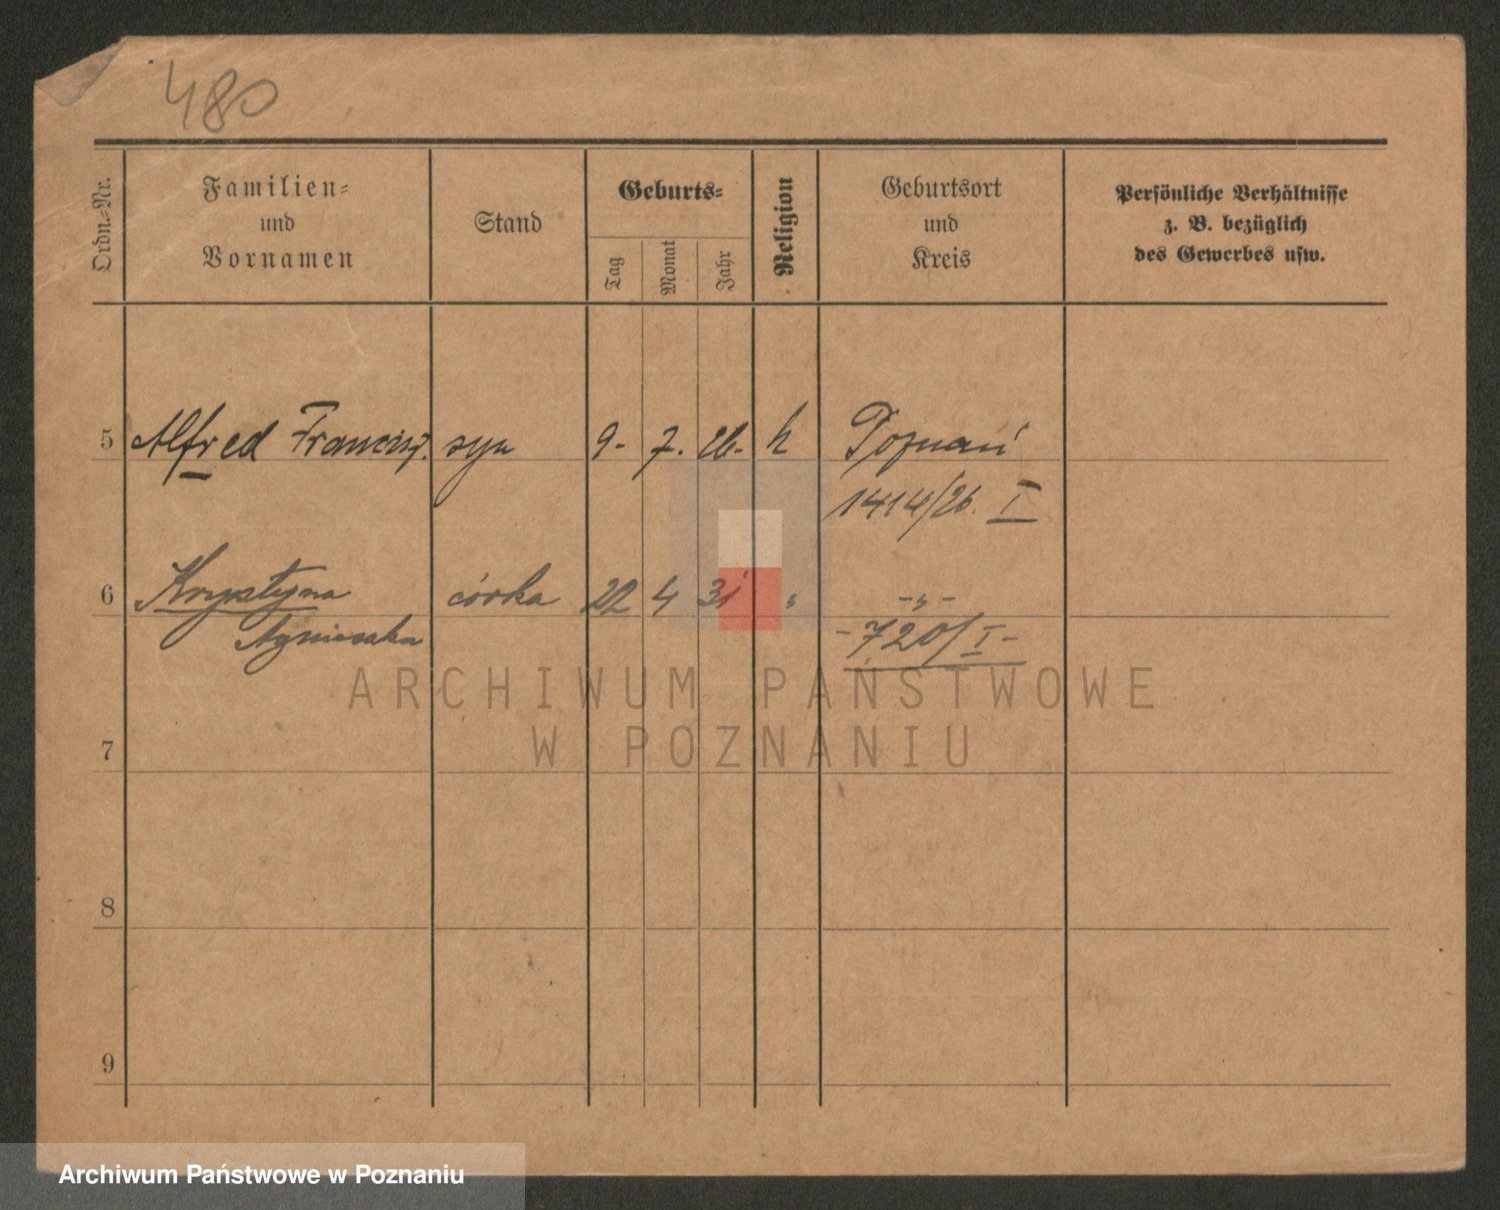 480
Ordn.-Nr.
Familien-
und
Vornamen
Stand
Geburts-
Tag
Monat
Jahr
Religion
Geburtsort
und
Kreis
Persönliche Verhältnisse
z. B. bezüglich
des Gewerbes usw.
5 Alfred Francisz. syn 9. 7. 26. k Poznań
1414/26. I
6 Krystyna córka 22 4 31 " -"-
Agnieszka -720/I-
7
8
9
ARCHIWUM PAŃSTWOWE
W POZNANIU
Archiwum Państwowe w Poznaniu